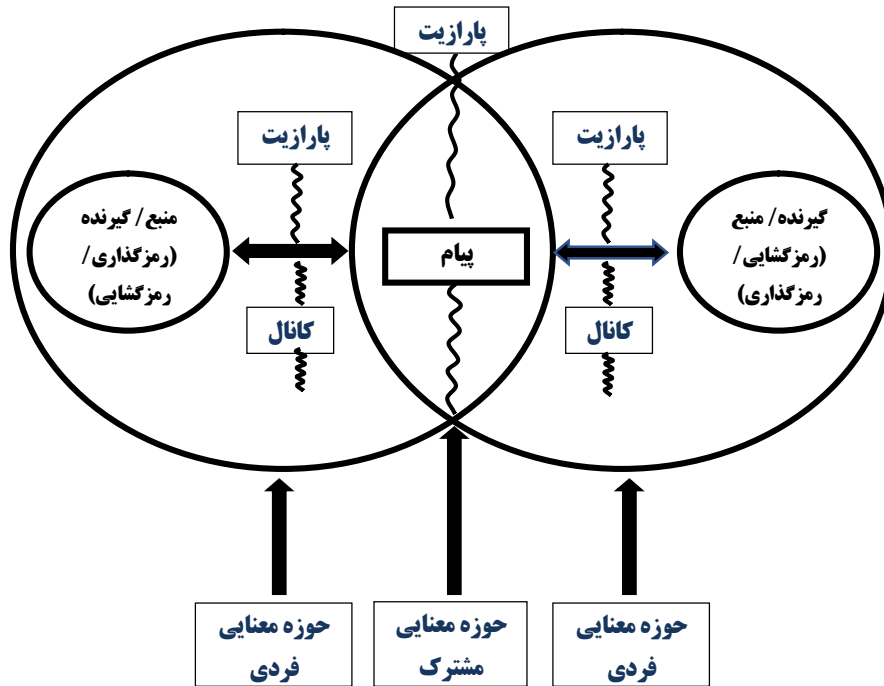 پارازیت
پارازیت
پارازیت
گیرنده/ منبع
(رمزگشایی/
رمزگذاری)
پیام
منبع/ گیرنده
(رمزگذاری/
رمزگشایی)
کانال
کانال
حوزه معنایی
فردی
حوزه معنایی
مشترک
حوزه معنایی
فردی